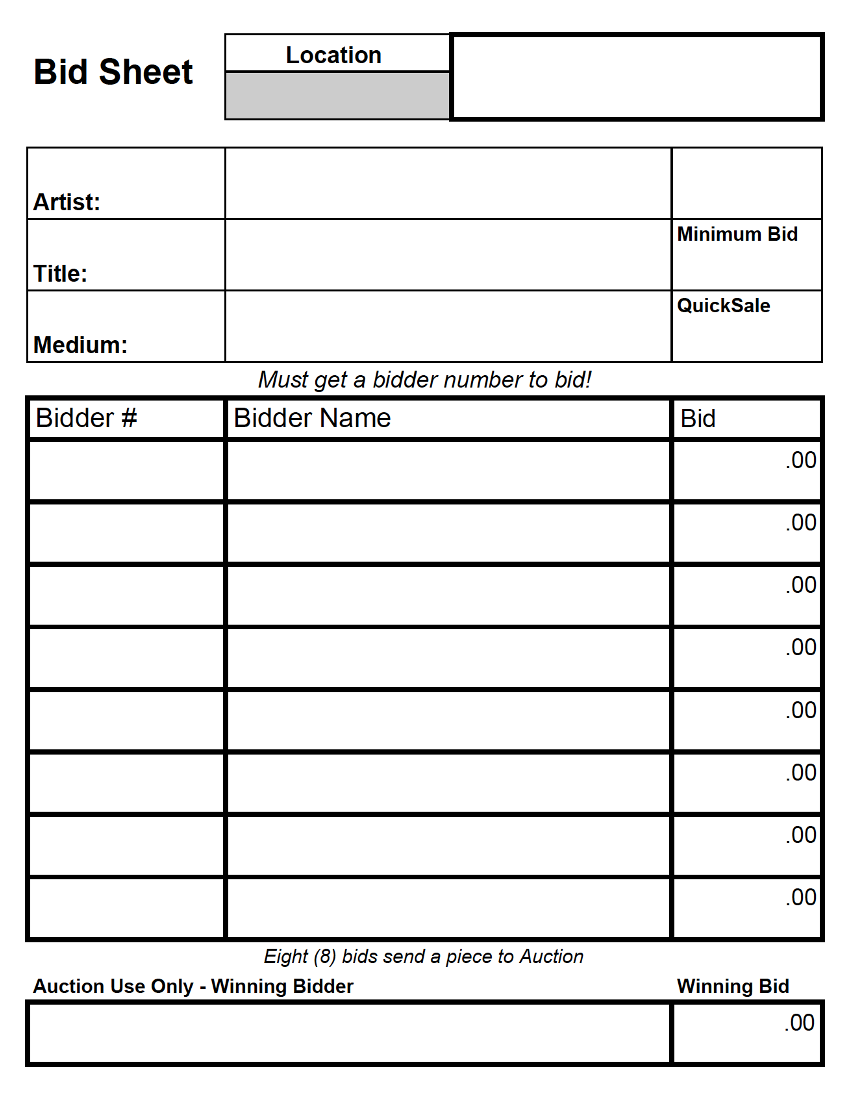 Bid Sheet
Location
Artist:
Title:
Minimum Bid
Medium:
QuickSale
Must get a bidder number to bid!
Bidder # Bidder Name Bid
.00
.00
.00
.00
.00
.00
.00
.00
Eight (8) bids send a piece to Auction
Auction Use Only - Winning Bidder Winning Bid
.00